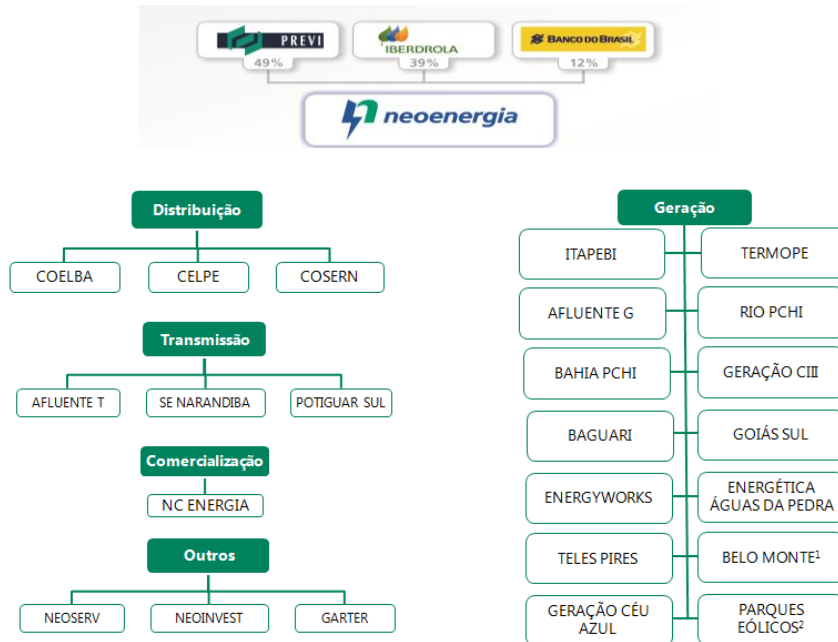 PREVI
IBERDROLA
BANCO DO BRASIL
49%
39%
12%
neoenergia
Distribuição
COELBA
CELPE
COSERN
Transmissão
AFLUENTE T
SE NARANDIBA
POTIGUAR SUL
Comercialização
NC ENERGIA
Outros
NEOSERV
NEOINVEST
GARTER
Geração
ITAPEBI
TERMOPE
AFLUENTE G
RIO PCHI
BAHIA PCHI
GERAÇÃO CIII
BAGUARI
GOIÁS SUL
ENERGYWORKS
ENERGÉTICA
ÁGUAS DA PEDRA
TELES PIRES
BELO MONTE¹
GERAÇÃO CÉU
AZUL
PARQUES
EÓLICOS²